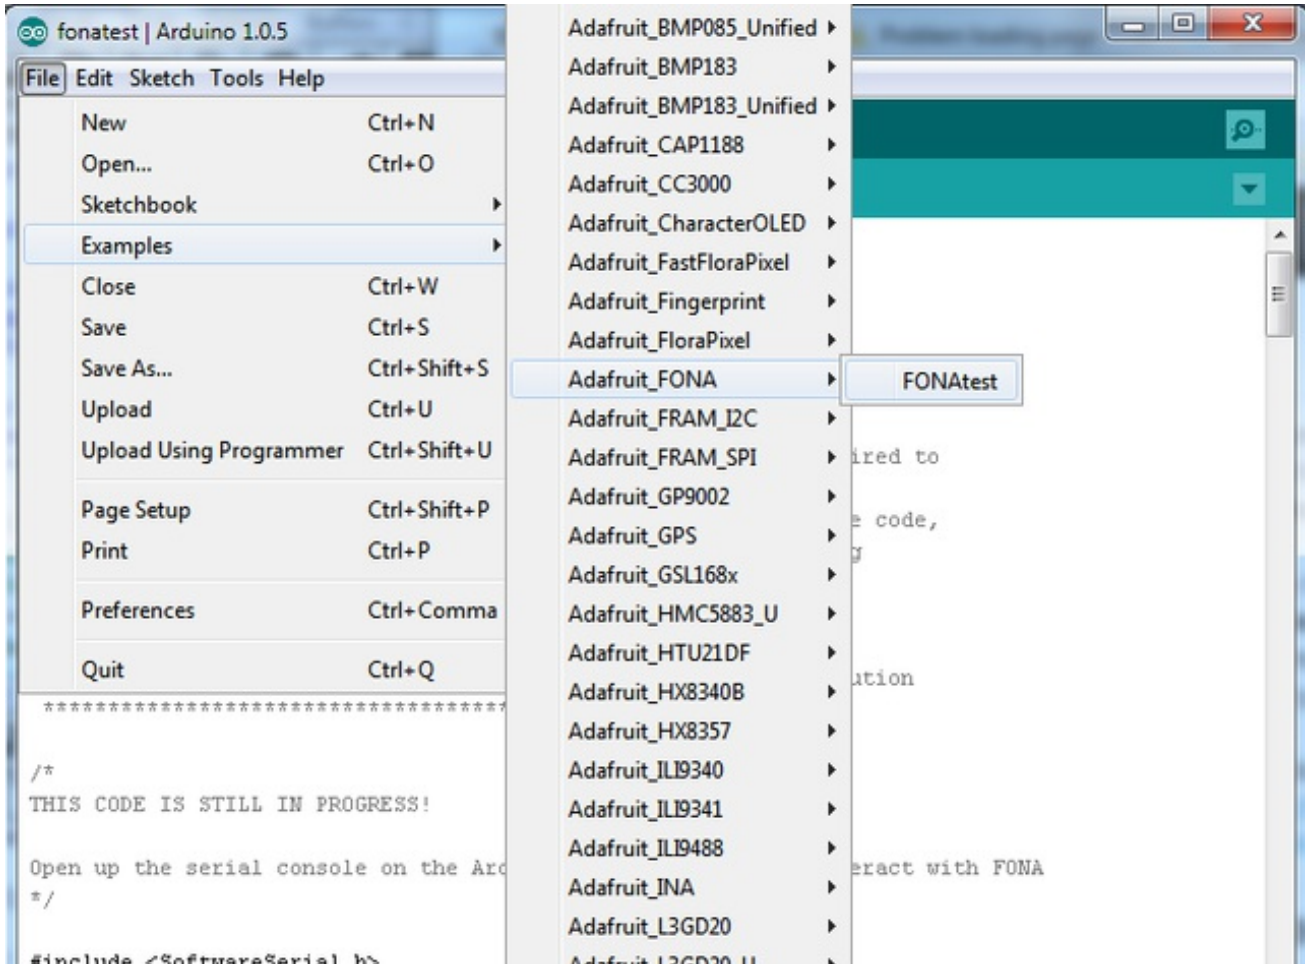 fonatest | Arduino 1.0.5
File Edit Sketch Tools Help
New Ctrl+N
Open... Ctrl+O
Sketchbook
Examples
Close Ctrl+W
Save Ctrl+S
Save As... Ctrl+Shift+S
Upload Ctrl+U
Upload Using Programmer Ctrl+Shift+U
Page Setup Ctrl+Shift+P
Print Ctrl+P
Preferences Ctrl+Comma
Quit Ctrl+Q
Adafruit_BMP085_Unified
Adafruit_BMP183
Adafruit_BMP183_Unified
Adafruit_CAP1188
Adafruit_CC3000
Adafruit_CharacterOLED
Adafruit_FastFloraPixel
Adafruit_Fingerprint
Adafruit_FloraPixel
Adafruit_FONA
Adafruit_FRAM_I2C
Adafruit_FRAM_SPI
Adafruit_GP9002
Adafruit_GPS
Adafruit_GSL168x
Adafruit_HMC5883_U
Adafruit_HTU21DF
Adafruit_HX8340B
Adafruit_HX8357
Adafruit_ILI9340
Adafruit_ILI9341
Adafruit_ILI9488
Adafruit_INA
Adafruit_L3GD20
Adafruit_L3GD20_U
FONAtest
ired to
e code,
g
ution
************************************
/*
THIS CODE IS STILL IN PROGRESS!
Open up the serial console on the Ard eract with FONA
*/
#include <SoftwareSerial.h>